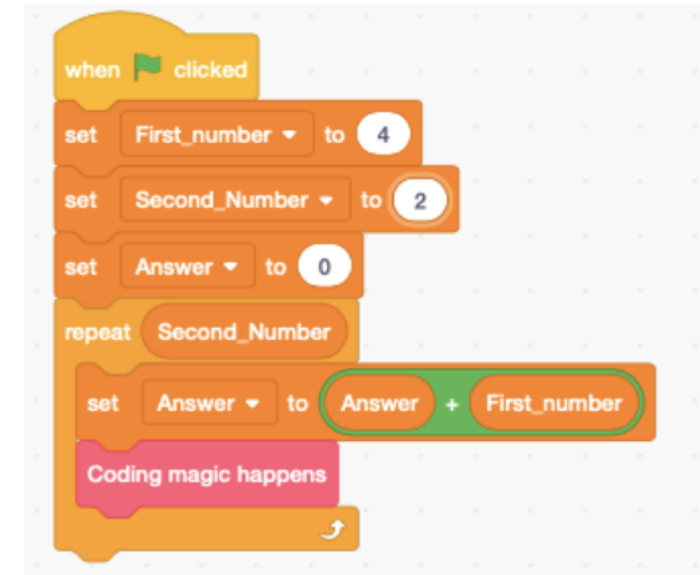 when clicked
set First_number to 4
set Second_Number to 2
set Answer to 0
repeat Second_Number
set Answer to Answer + First_number
Coding magic happens